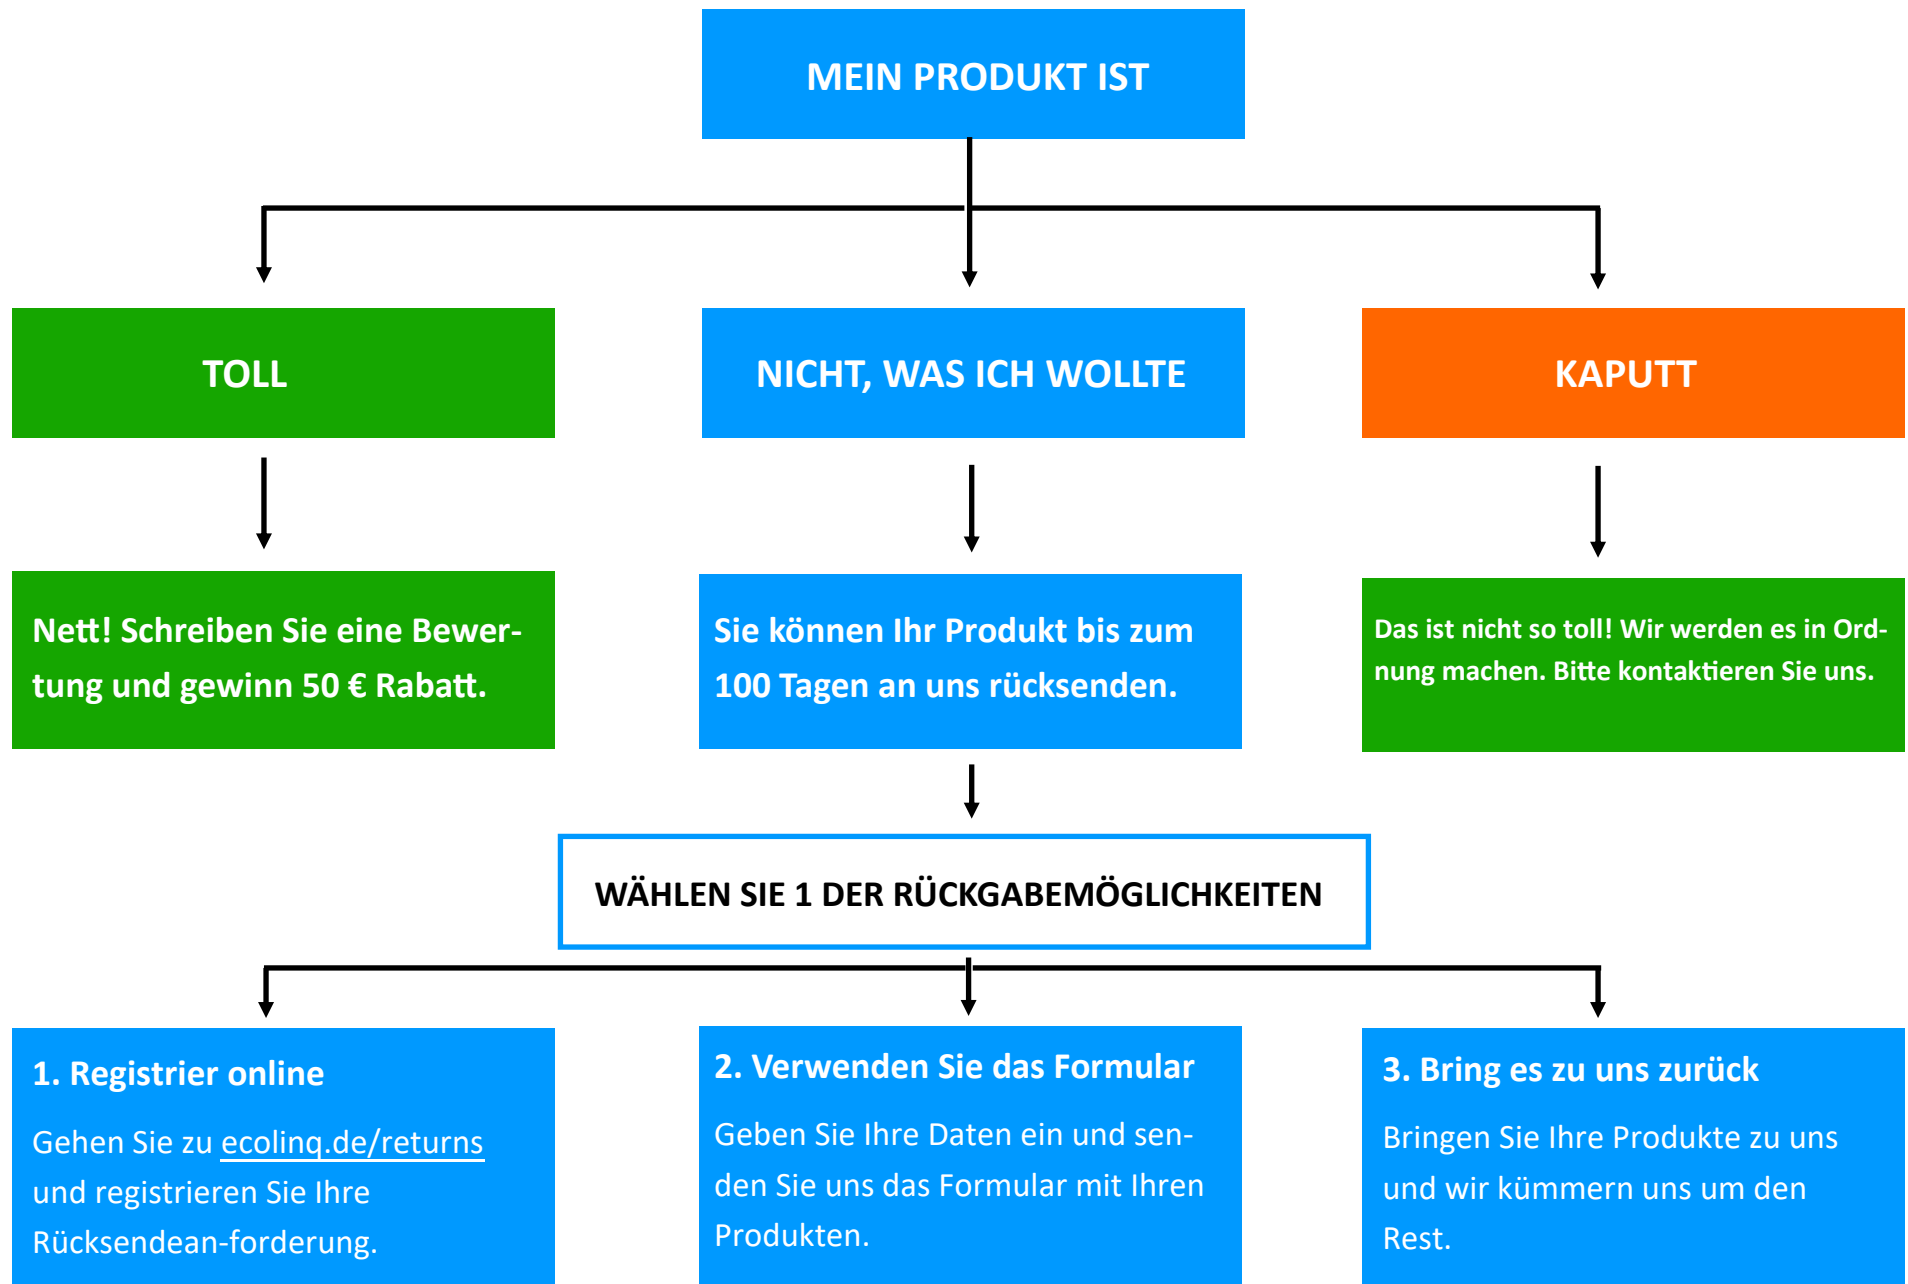 MEIN PRODUKT IST
TOLL
NICHT, WAS ICH WOLLTE
KAPUTT
Nett! Schreiben Sie eine Bewer-
tung und gewinn 50 € Rabatt.
Sie können Ihr Produkt bis zum
100 Tagen an uns rücksenden.
Das ist nicht so toll! Wir werden es in Ord-
nung machen. Bitte kontaktieren Sie uns.
WÄHLEN SIE 1 DER RÜCKGABEMÖGLICHKEITEN
1. Registrier online
Gehen Sie zu ecolinq.de/returns
und registrieren Sie Ihre
Rücksendean-forderung.
2. Verwenden Sie das Formular
Geben Sie Ihre Daten ein und sen-
den Sie uns das Formular mit Ihren
Produkten.
3. Bring es zu uns zurück
Bringen Sie Ihre Produkte zu uns
und wir kümmern uns um den
Rest.